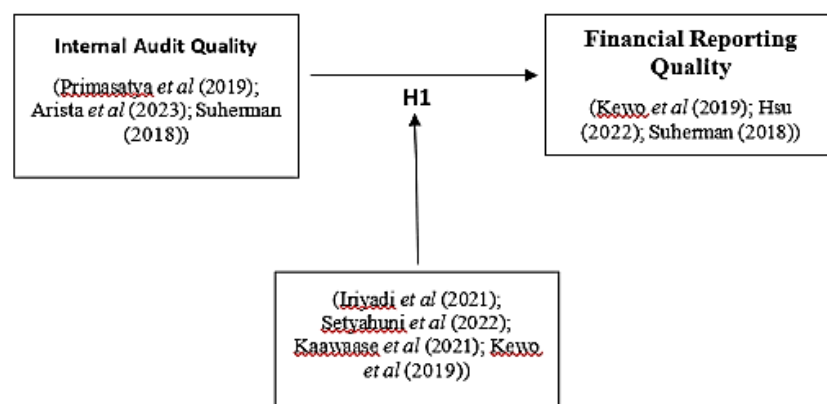 Internal Audit Quality
(Primasatya et al (2019);
Arista et al (2023); Suherman
(2018))
H1
Financial Reporting
Quality
(Kewo et al (2019; Hsu
(2022); Suherman (2018))
(Iriyadi et al (2021);
Setyahuni et al (2022);
Kaawaase et al (2021); Kewo
et al (2019))